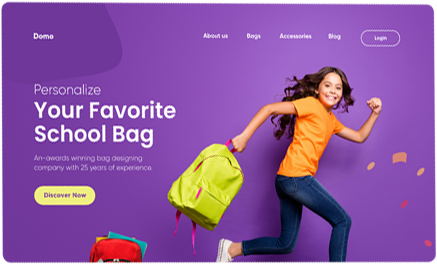 Domo
About us
Bags
Accessories
Blog
Login
Personalize
Your Favorite
School Bag
An-awards winning bag designing
company with 25 years of experience
Discover Now